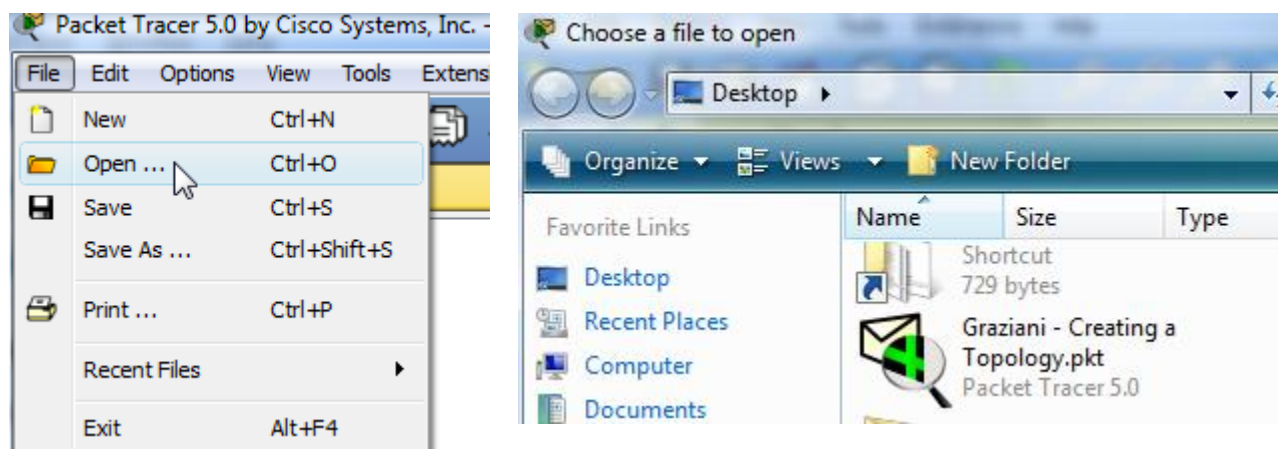 Packet Tracer 5.0 by Cisco Systems, Inc. -
File Edit Options View Tools Extens
New Ctrl+N
Open ... Ctrl+O
Save Ctrl+S
Save As ... Ctrl+Shift+S
Print ... Ctrl+P
Recent Files
Exit Alt+F4
Choose a file to open
Desktop
Organize Views New Folder
Favorite Links
Desktop
Recent Places
Computer
Documents
Name Size Type
Shortcut
729 bytes
Graziani - Creating a
Topology.pkt
Packet Tracer 5.0